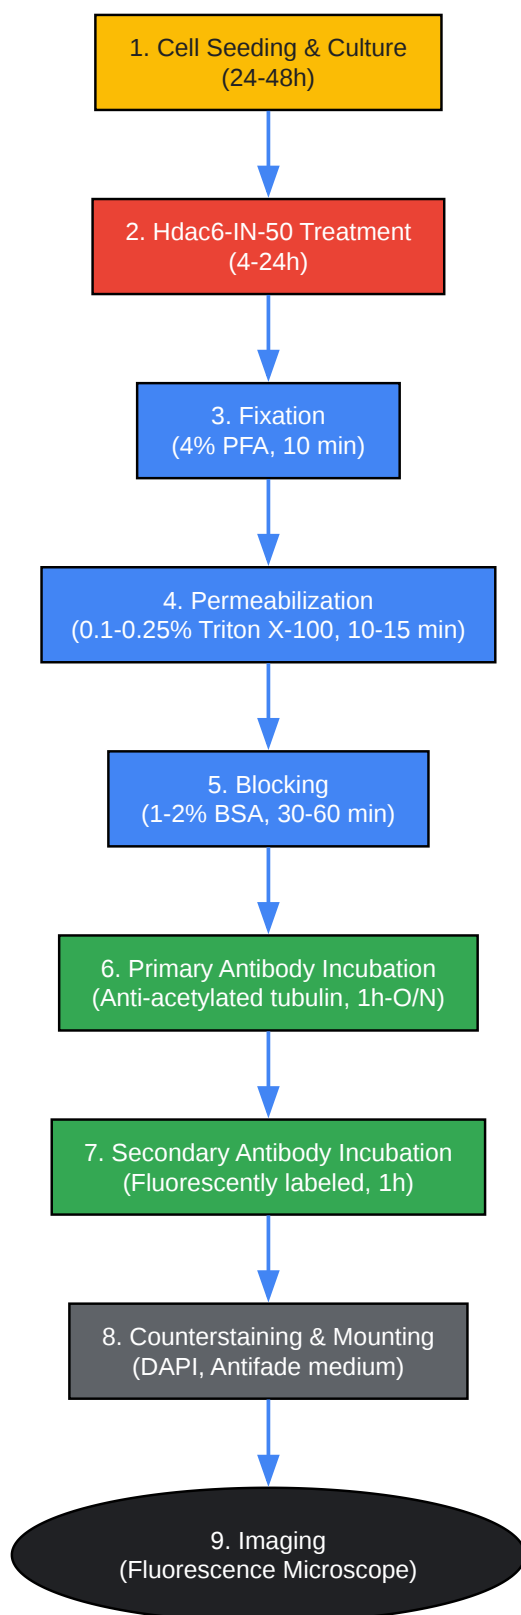 1. Cell Seeding & Culture
(24-48h)
2. Hdac6-IN-50 Treatment
(4-24h)
3. Fixation
(4% PFA, 10 min)
4. Permeabilization
(0.1-0.25% Triton X-100, 10-15 min)
5. Blocking
(1-2% BSA, 30-60 min)
6. Primary Antibody Incubation
(Anti-acetylated tubulin, 1h-O/N)
7. Secondary Antibody Incubation
(Fluorescently labeled, 1h)
8. Counterstaining & Mounting
(DAPI, Antifade medium)
9. Imaging
(Fluorescence Microscope)